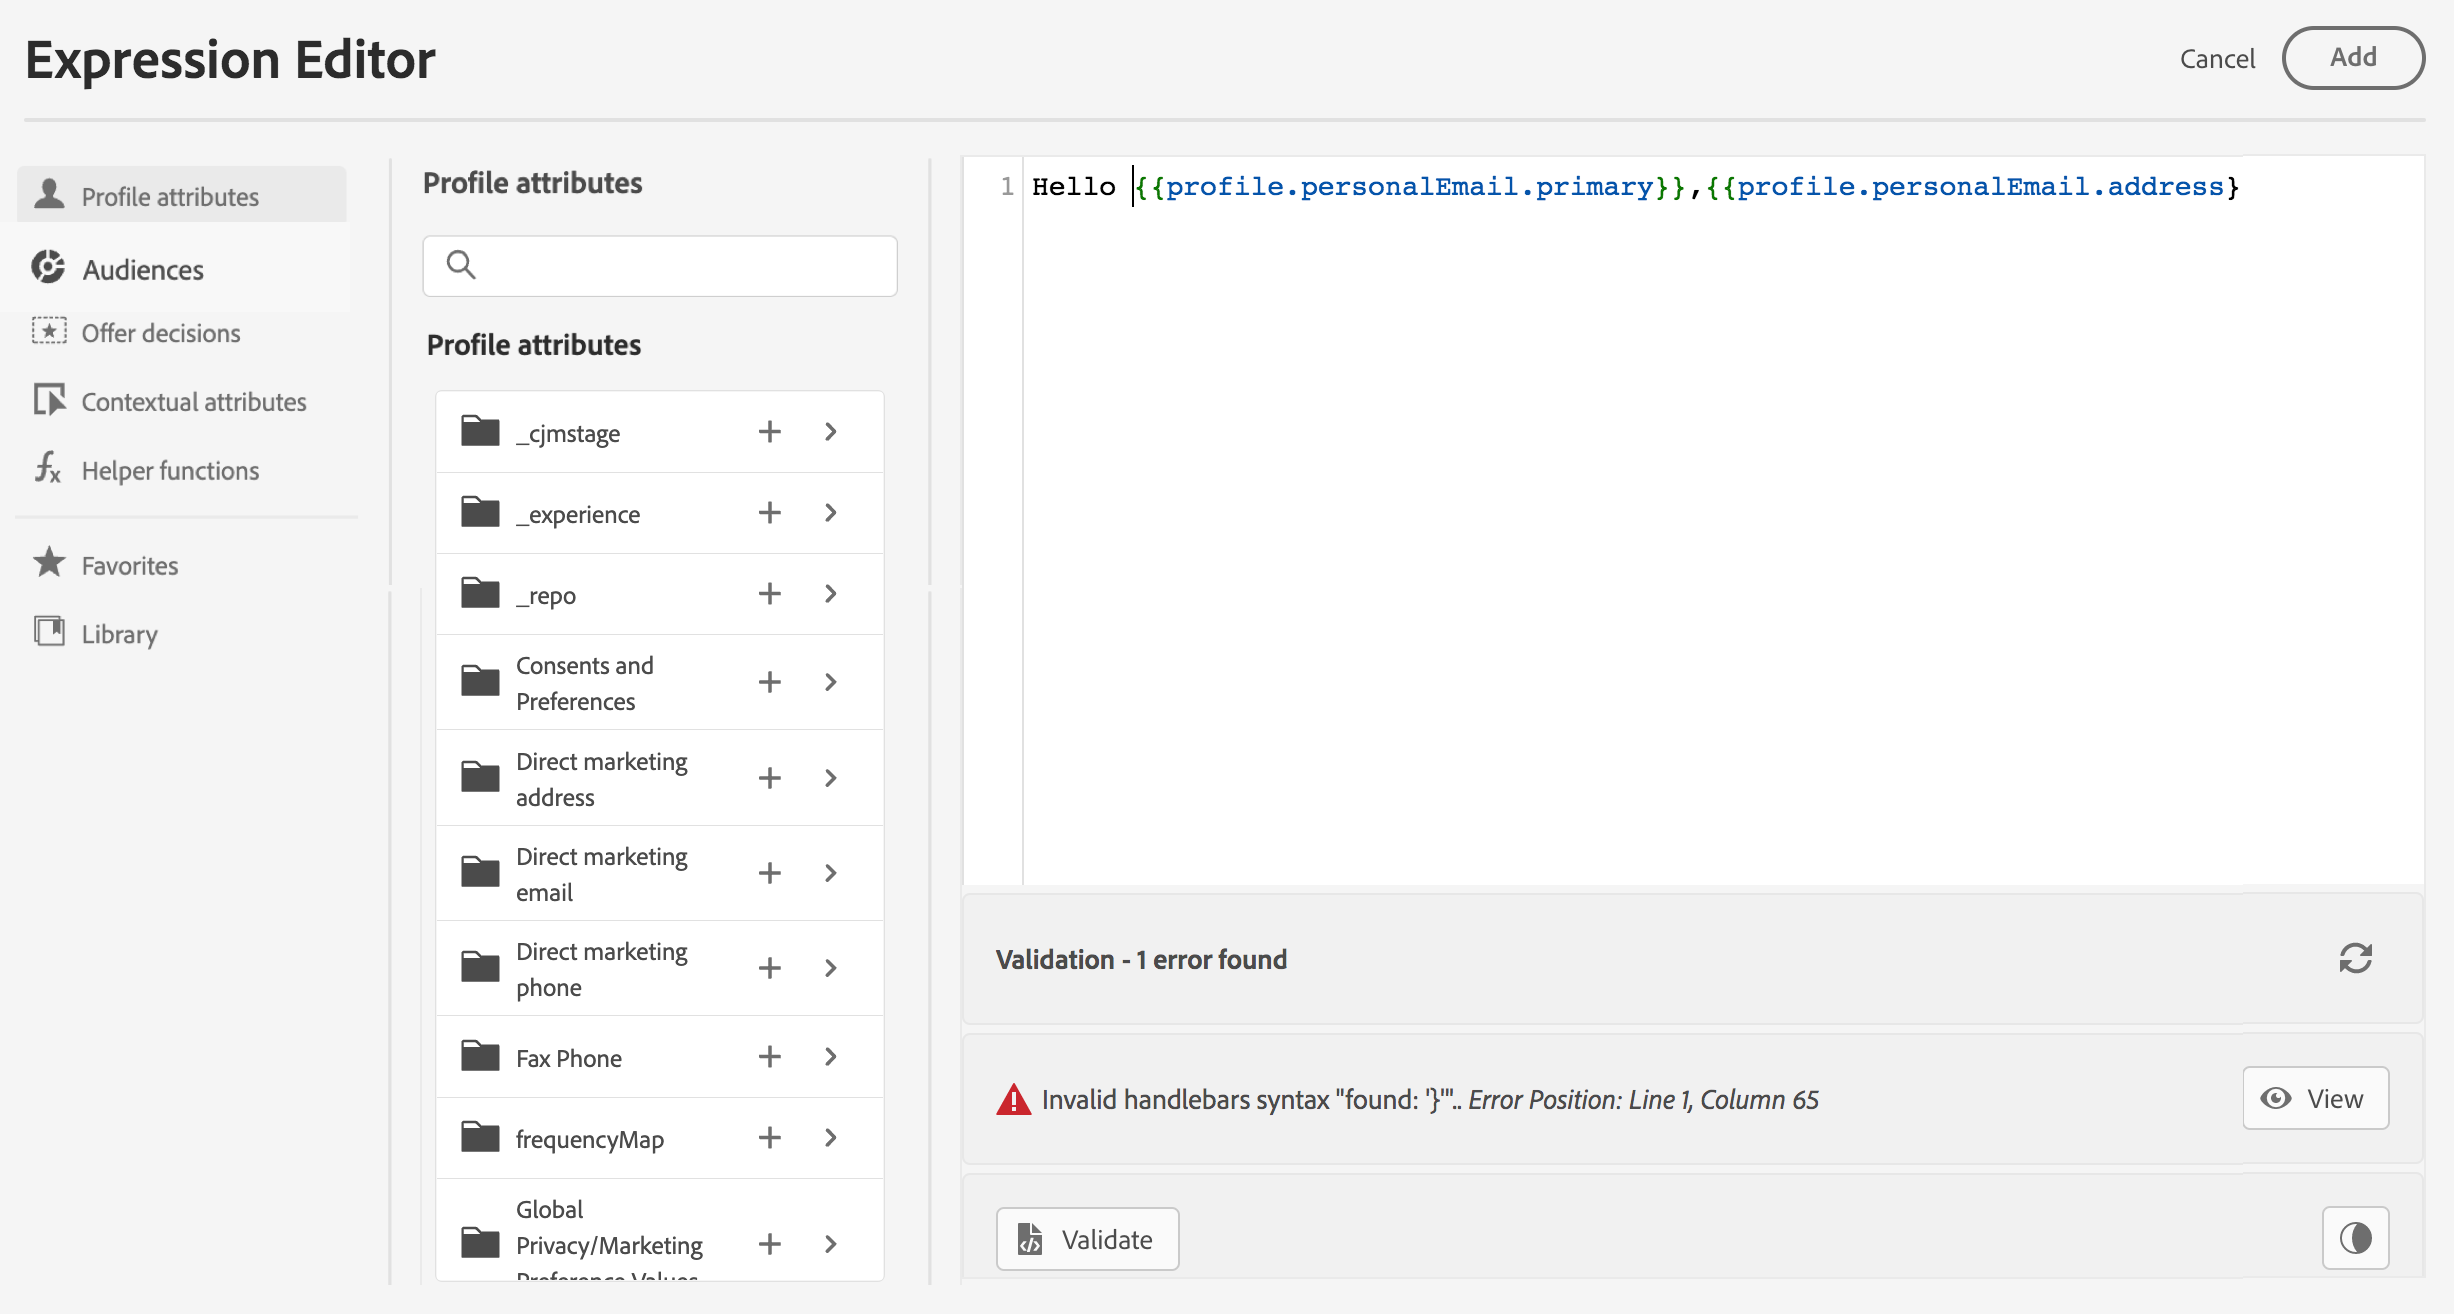 Expression Editor
Cancel
Add
Profile attributes
Audiences
Offer decisions
Contextual attributes
Helper functions
Favorites
Library
Profile attributes
Profile attributes
_cjmstage
_experience
_repo
Consents and
Preferences
Direct marketing
address
Direct marketing
email
Direct marketing
phone
Fax Phone
frequencyMap
Global
Privacy/Marketing
Preference Values
1 Hello {{profile.personalEmail.primary}},{{profile.personalEmail.address}
Validation - 1 error found
Invalid handlebars syntax "found: '}'".. Error Position: Line 1, Column 65
View
Validate